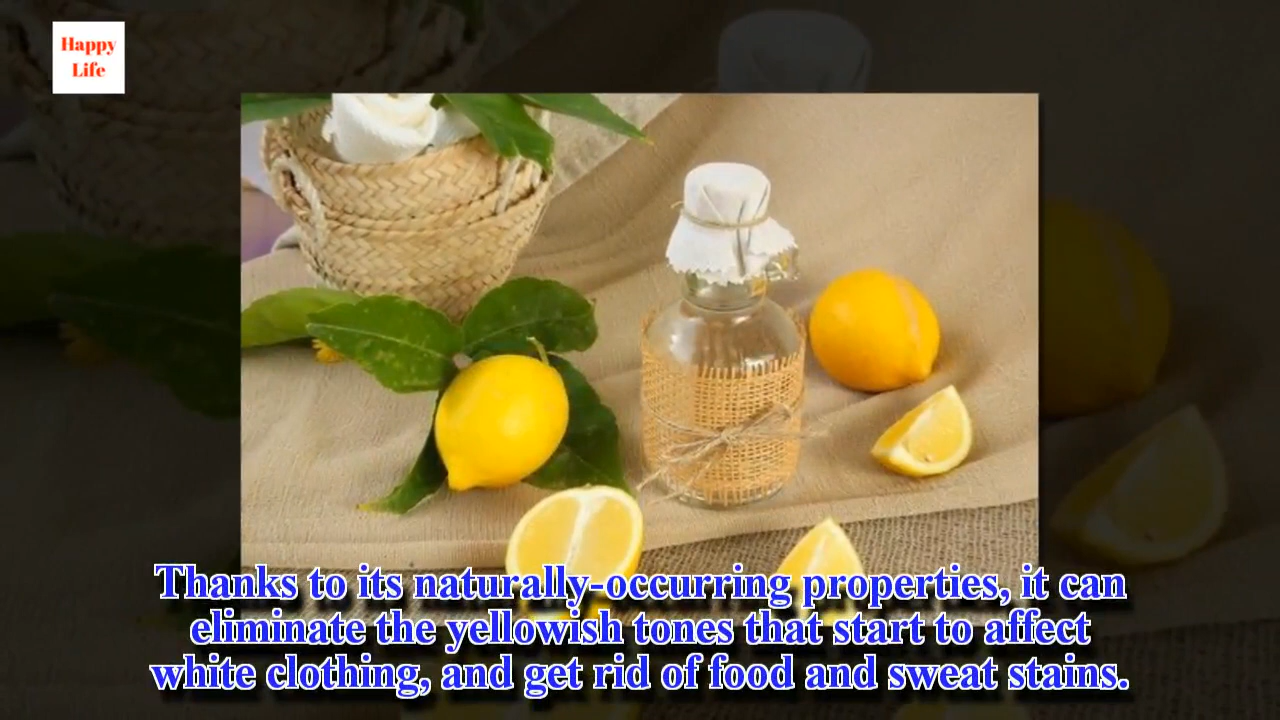 Happy
Life
Thanks to its naturally-occurring properties, it can
eliminate the yellowish tones that start to affect
white clothing, and get rid of food and sweat stains.